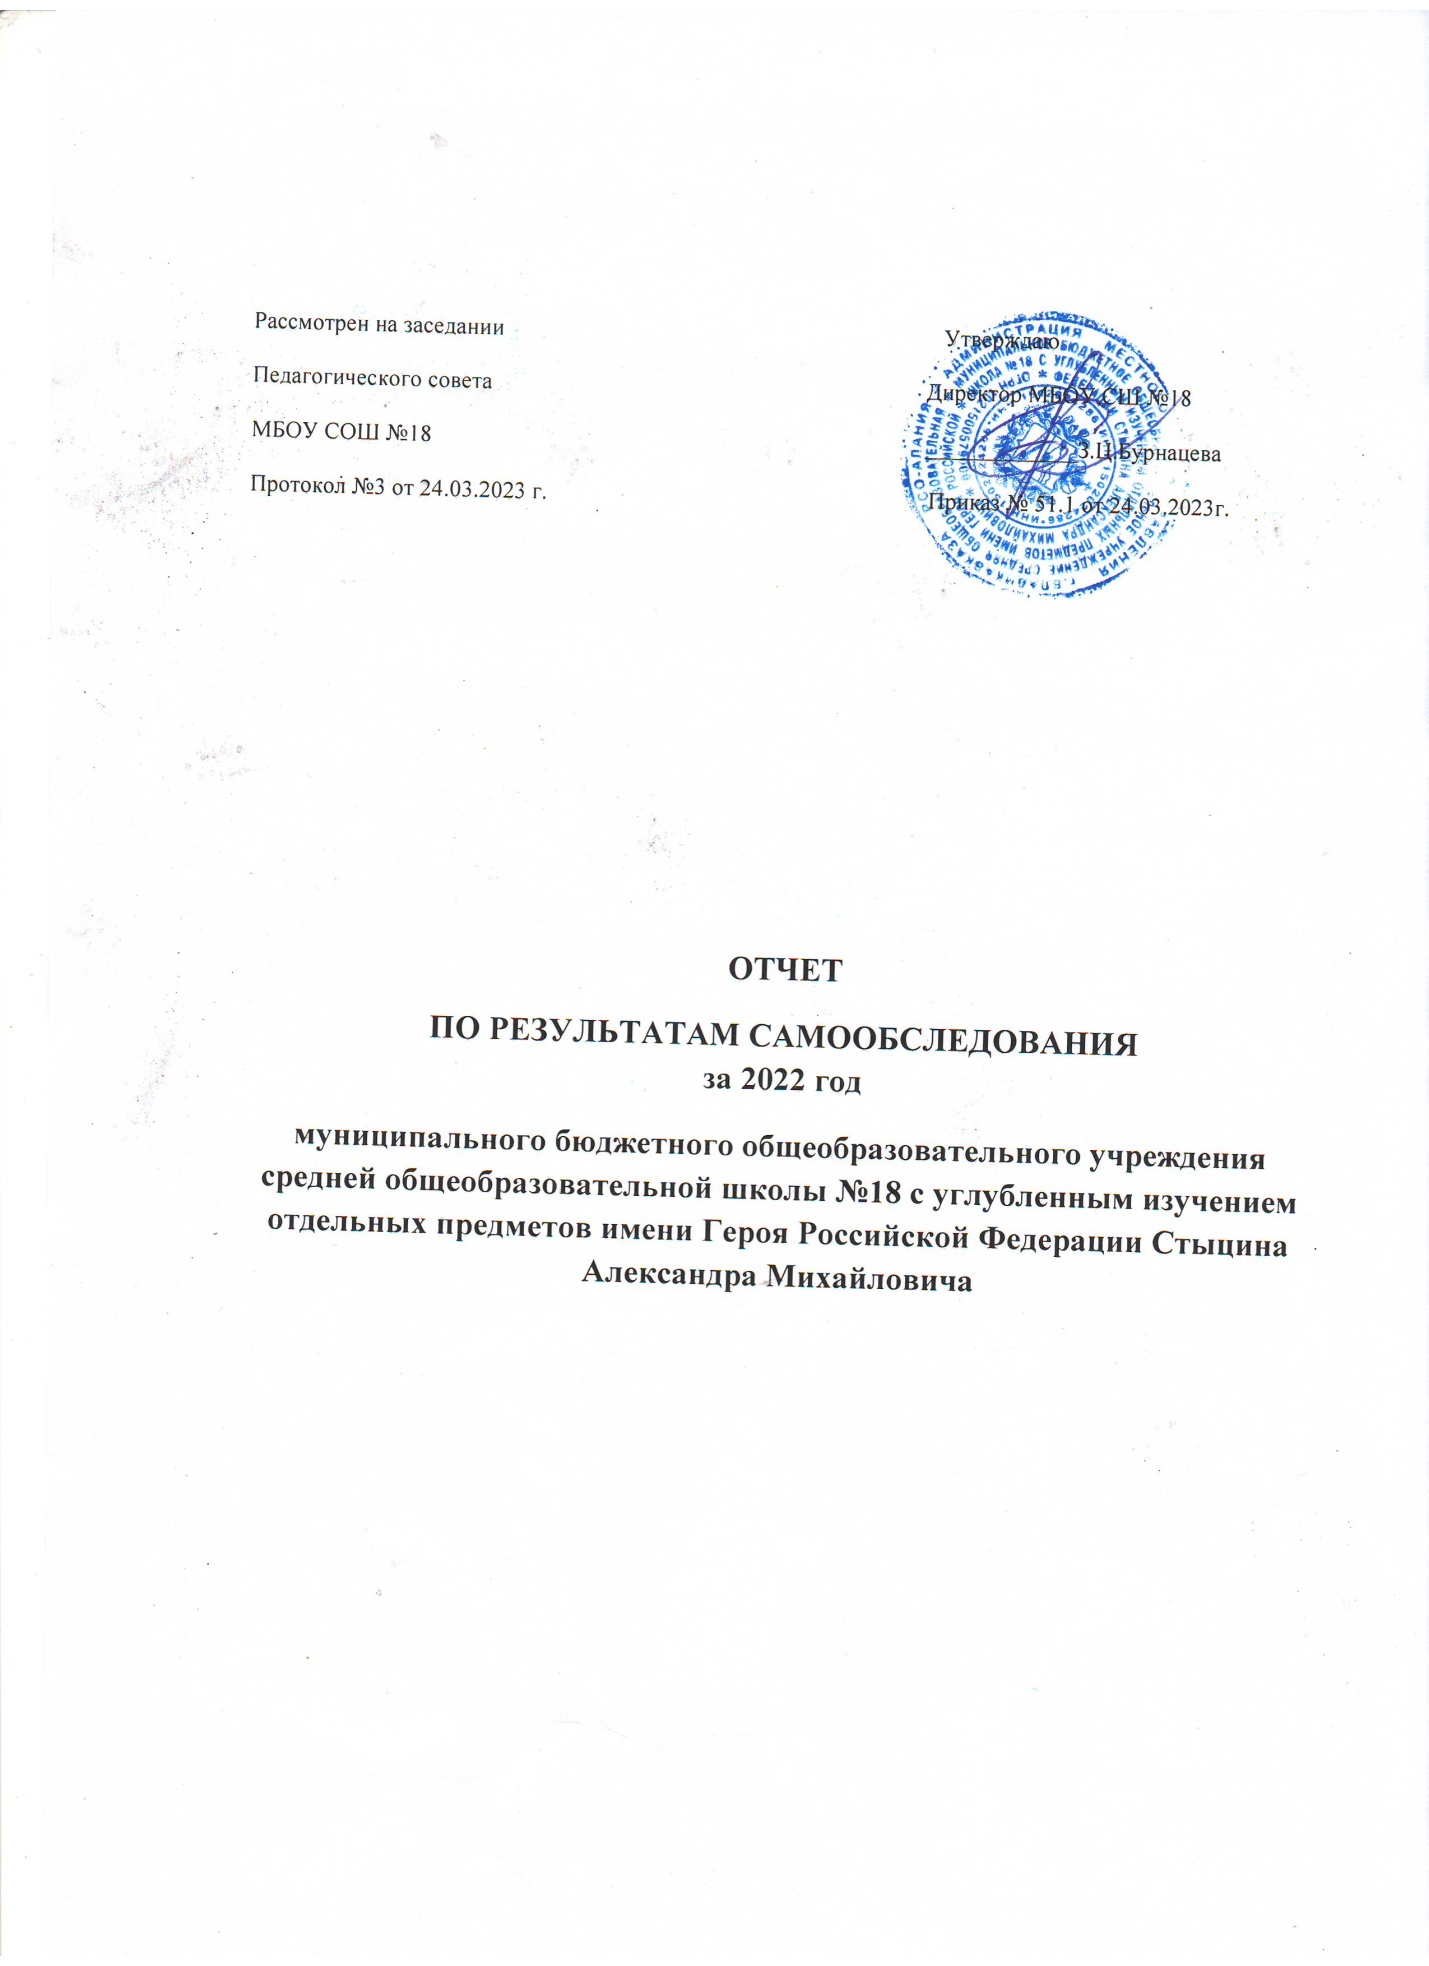 Рассмотрен на заседании
Педагогического совета
МБОУ СОШ №18
Протокол №3 от 24.03.2023 г.
Утверждаю
Директор МБОУ СШ №18
З.Ц.Бурнацева
Приказ № 51.1 от 24.03.2023г.
ОТЧЕТ
ПО РЕЗУЛЬТАТАМ САМООБСЛЕДОВАНИЯ
за 2022 год
муниципального бюджетного общеобразовательного учреждения
средней общеобразовательной школы №18 с углубленным изучением
отдельных предметов имени Героя Российской Федерации Стыцина
Александра Михайловича